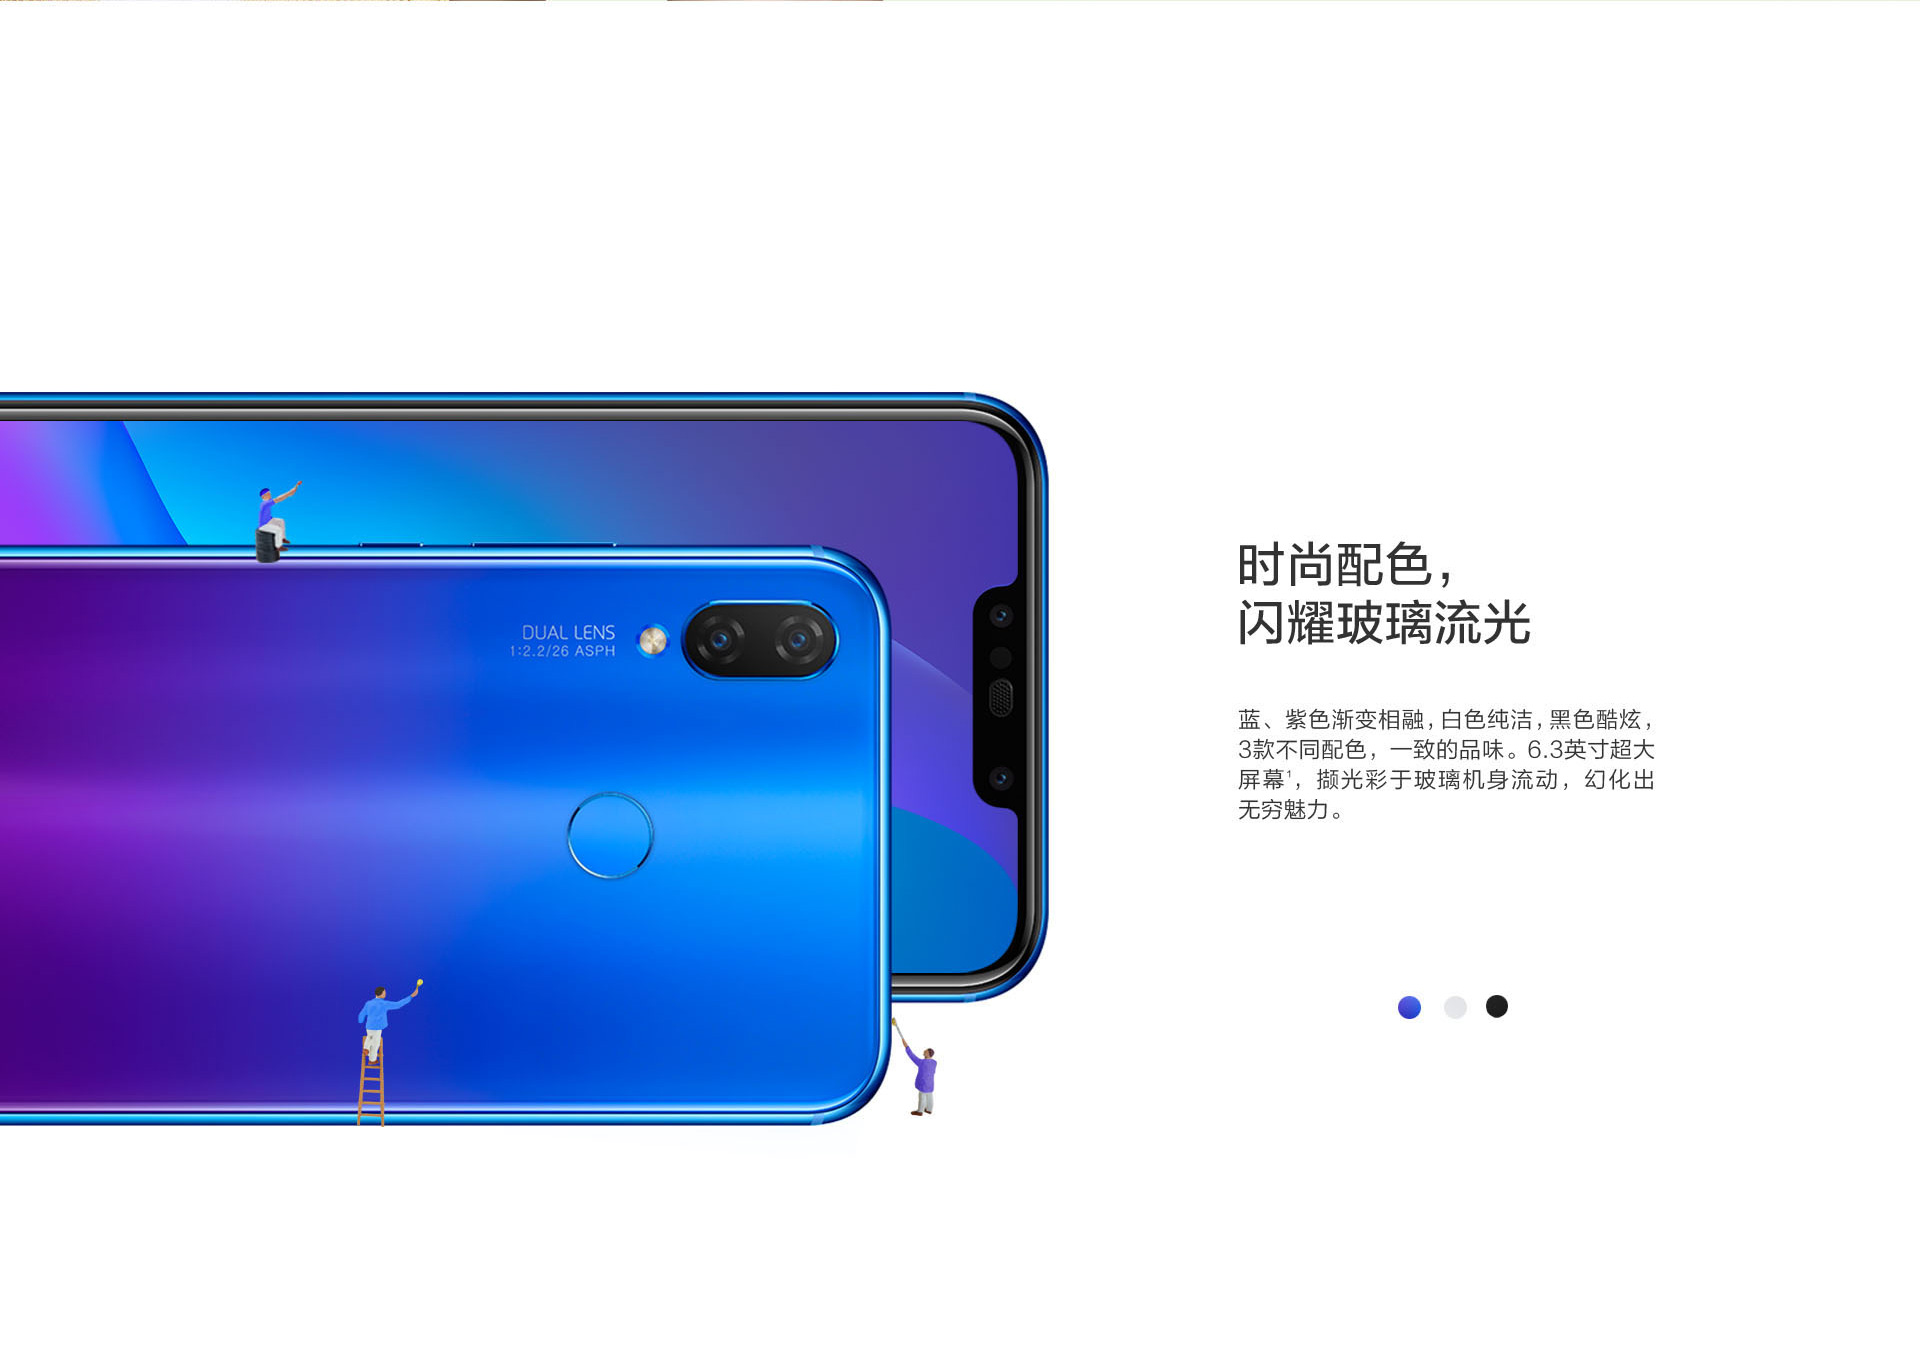 DUAL LENS
1:2.2/26 ASPH
时尚配色，
闪耀玻璃流光
蓝、紫色渐变相融，白色纯洁，黑色酷炫，
3款不同配色，一致的品味。6.3英寸超大
屏幕¹，撷光彩于玻璃机身流动，幻化出
无穷魅力。